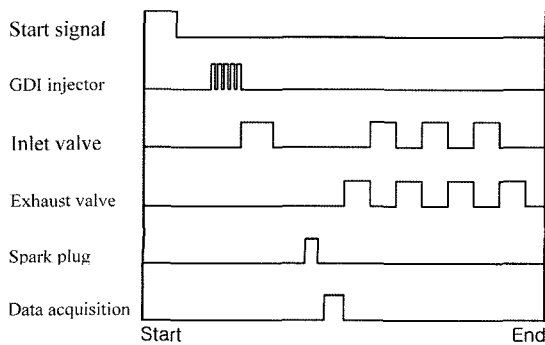 Start signal
GDI injector
Inlet valve
Exhaust valve
Spark plug
Data acquisition
Start End